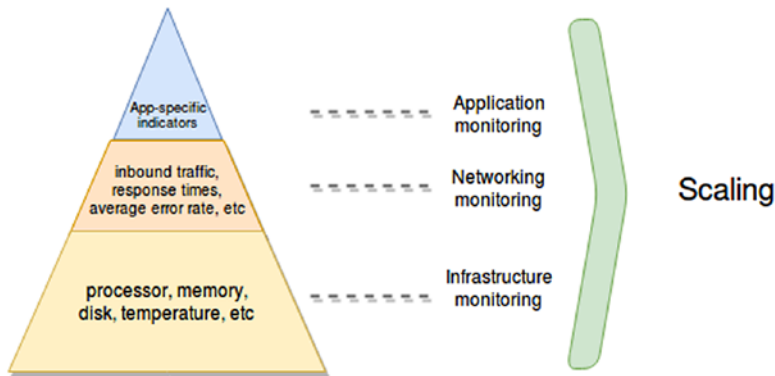 App-specific
indicators
Application
monitoring
inbound traffic,
response times,
average error rate, etc
Networking
monitoring
Scaling
processor, memory,
disk, temperature, etc
Infrastructure
monitoring